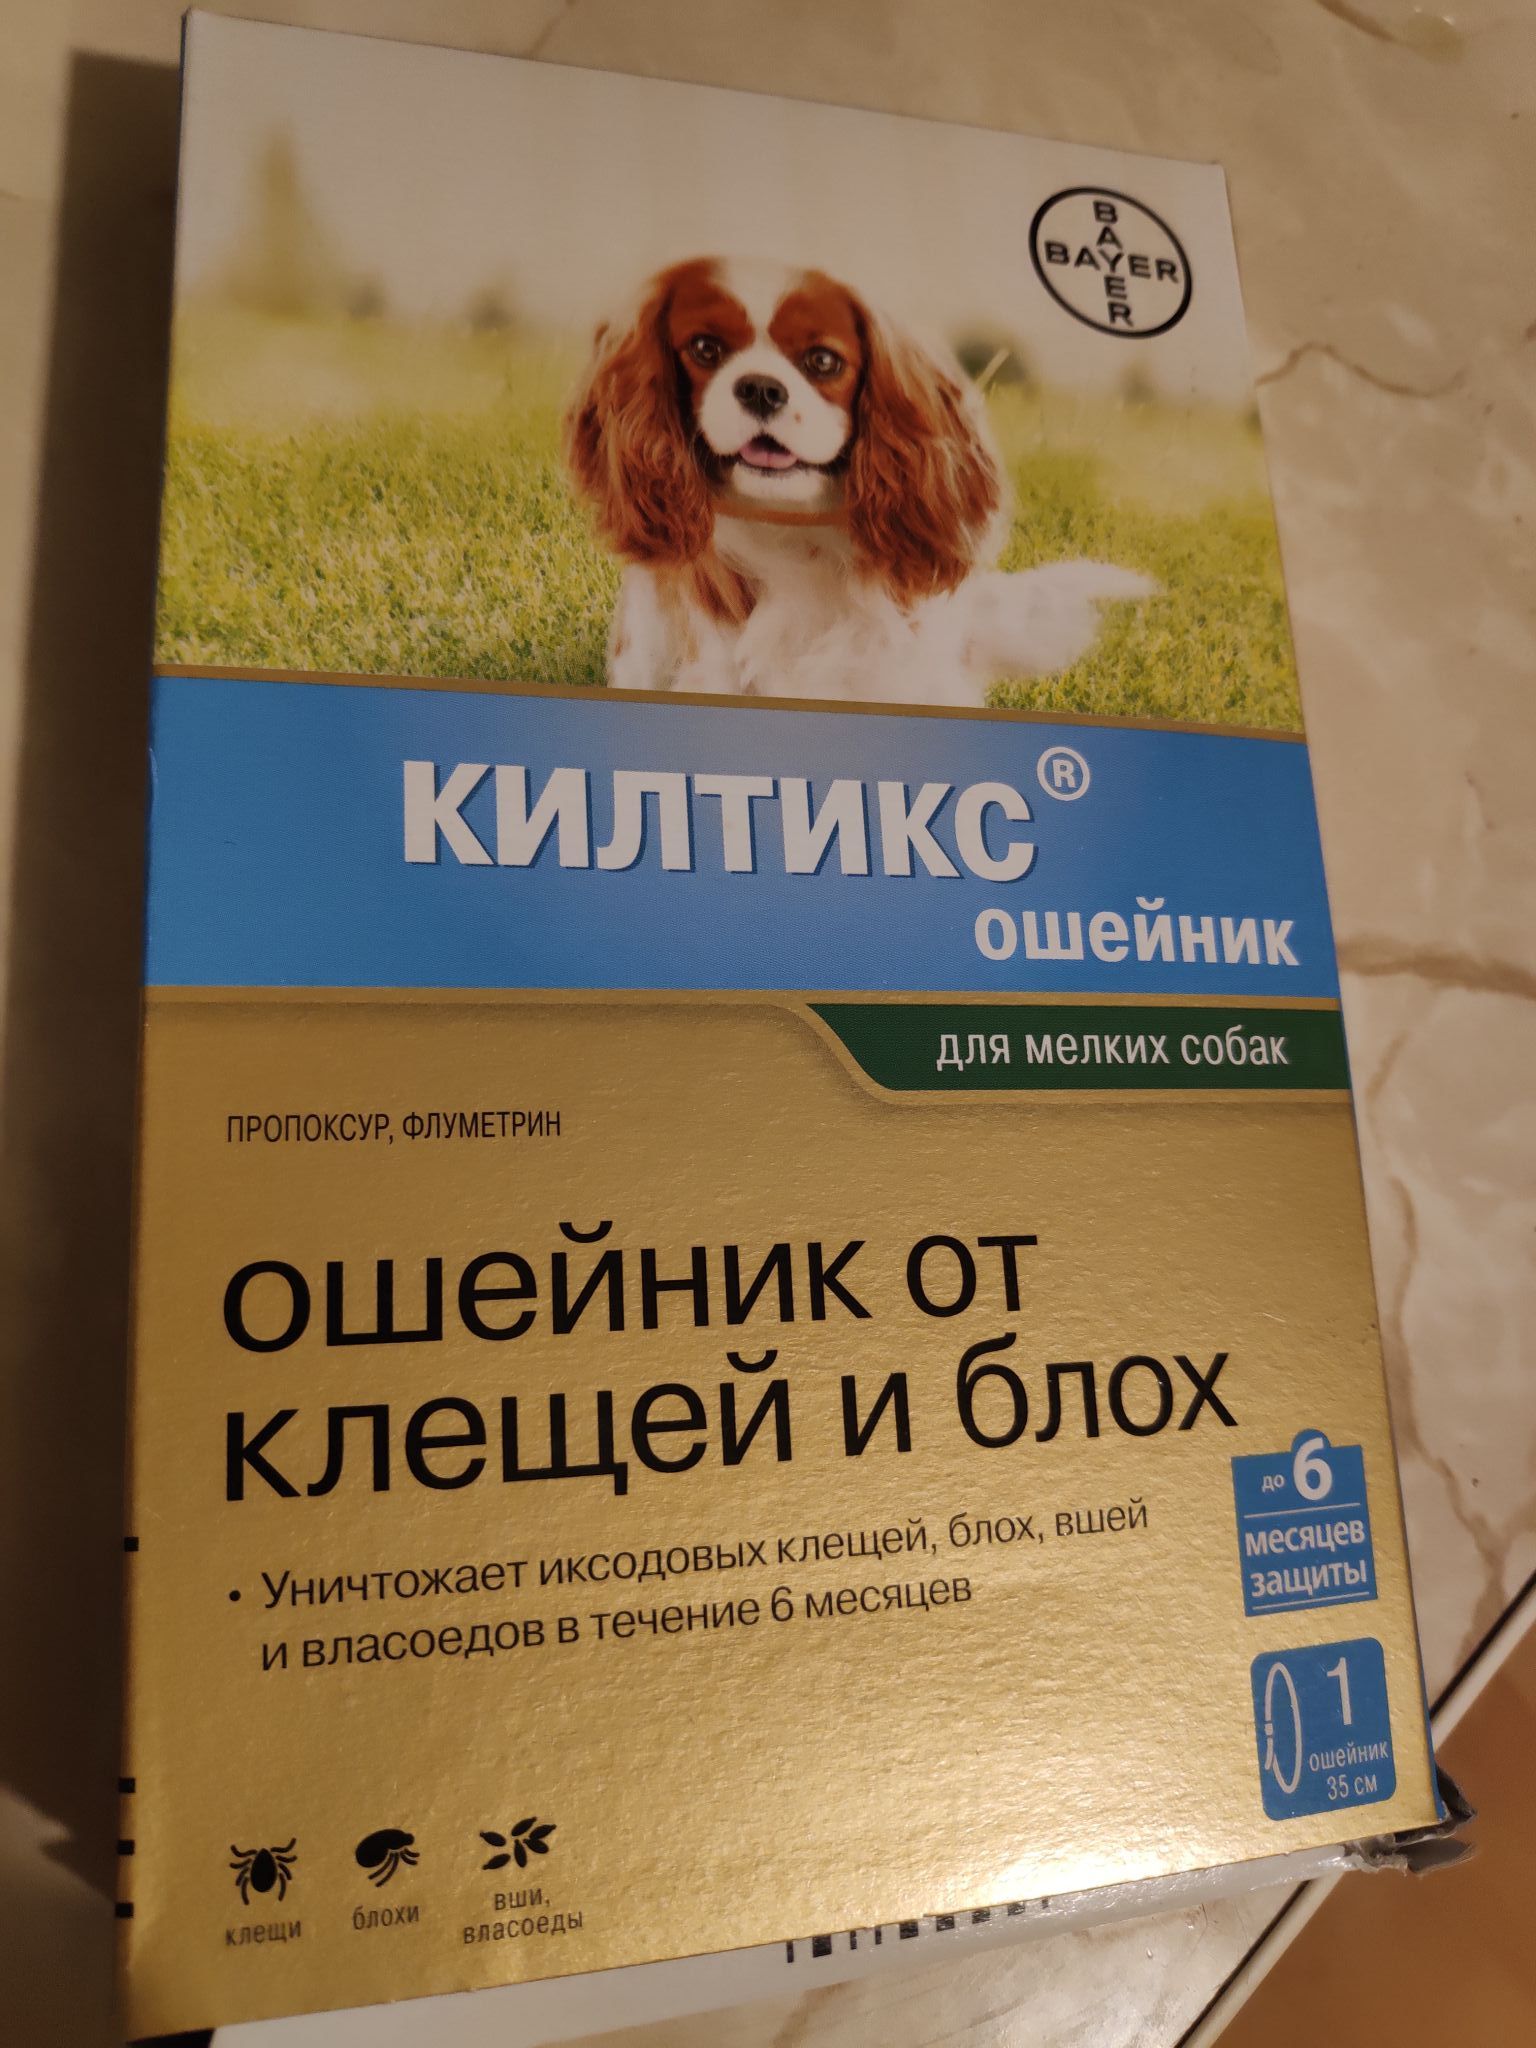 BAYER
BAYER
КИЛТИКС®
ошейник
для мелких собак
ПРОПОКСУР, ФЛУМЕТРИН
ошейник от
клещей и блох
до 6
месяцев
защиты
• Уничтожает иксодовых клещей, блох, вшей
и власоедов в течение 6 месяцев
1
ошейник
35 см
клещи
блохи
вши,
власоеды